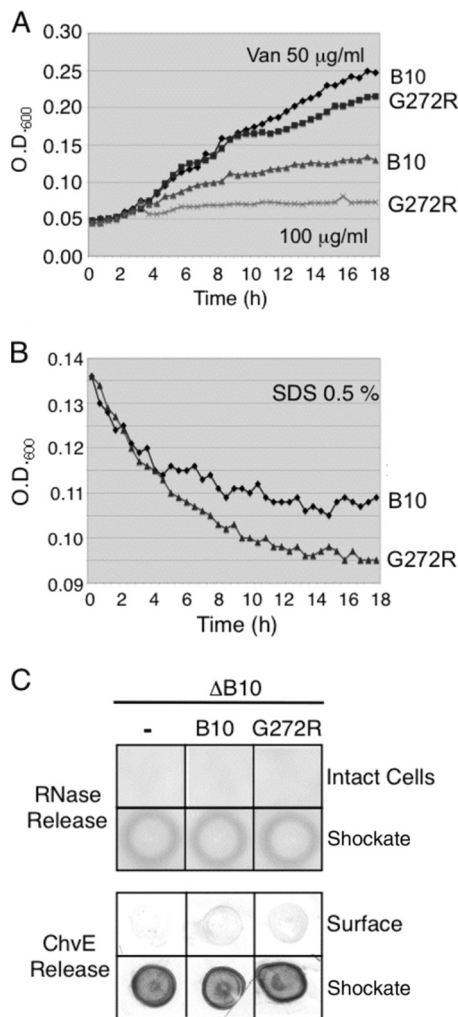 A
0.30
0.25
0.20
0.15
0.10
0.05
0.00
O.D.600
Van 50 µg/ml
B10
G272R
B10
G272R
100 µg/ml
0 2 4 6 8 10 12 14 16 18
Time (h)
B
0.14
0.13
0.12
0.11
0.10
0.09
O.D.600
SDS 0.5 %
B10
G272R
0 2 4 6 8 10 12 14 16 18
Time (h)
C
ΔB10
- B10 G272R
RNase
Release
Intact Cells
Shockate
ChvE
Release
Surface
Shockate